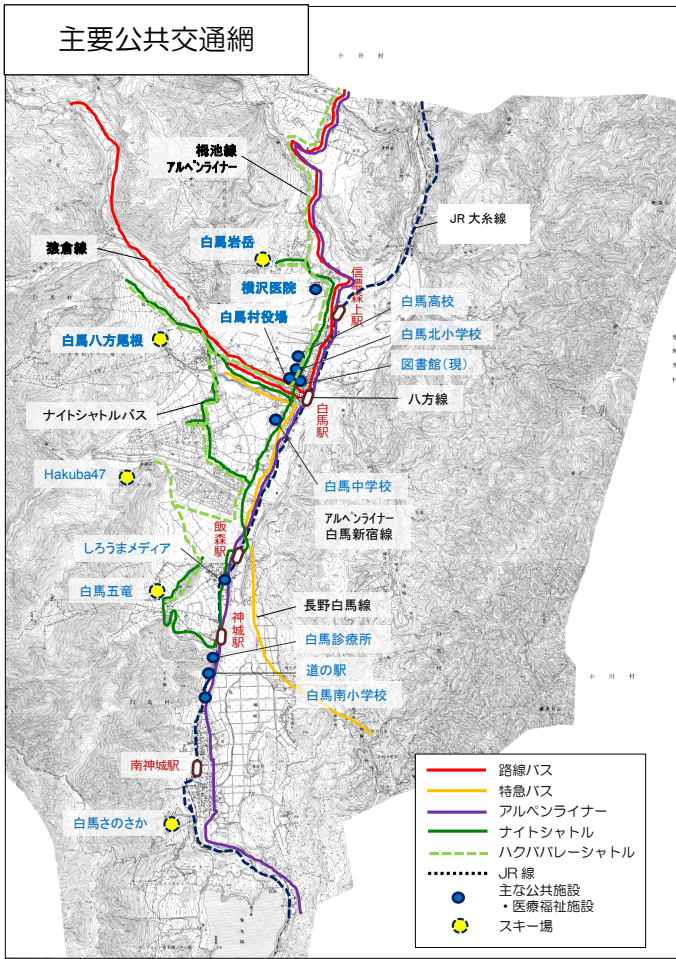 主要公共交通網
小谷村
栂池線
アルペンライナー
JR 大糸線
猿倉線
白馬岩岳
横沢医院
信濃森上駅
白馬村役場
白馬高校
白馬北小学校
白馬八方尾根
図書館(現)
八方線
白馬駅
ナイトシャトルバス
Hakuba47
白馬中学校
アルペンライナー
白馬新宿線
飯森駅
しろうまメディア
白馬五竜
長野白馬線
神城駅
白馬診療所
道の駅
小川村
白馬南小学校
南神城駅
白馬さのさか
路線バス
特急バス
アルペンライナー
ナイトシャトル
ハクババレーシャトル
JR 線
主な公共施設
・医療福祉施設
スキー場